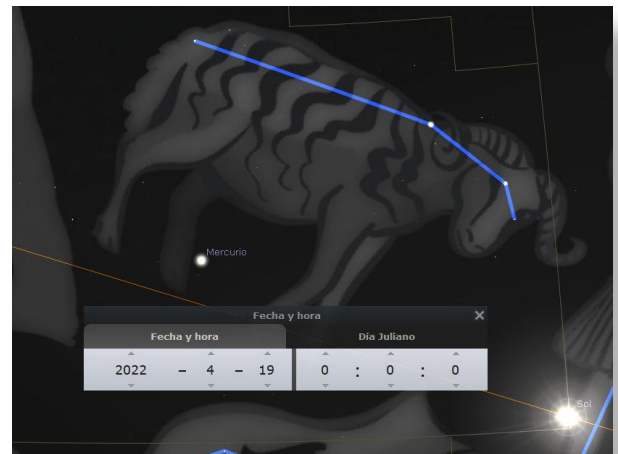 Mercurio
Fecha y hora
Fecha y hora Día Juliano
2022 – 4 – 19 0 : 0 : 0
Sol